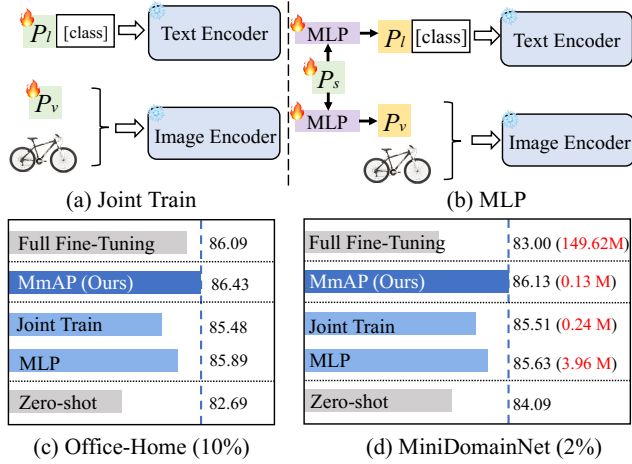 P_l [class] Text Encoder
P_v
Image Encoder
(a) Joint Train
MLP P_l [class] Text Encoder
P_s
MLP P_v
Image Encoder
(b) MLP
Full Fine-Tuning 86.09
MmAP (Ours) 86.43
Joint Train 85.48
MLP 85.89
Zero-shot 82.69
(c) Office-Home (10%)
Full Fine-Tuning 83.00 (149.62M)
MmAP (Ours) 86.13 (0.13 M)
Joint Train 85.51 (0.24 M)
MLP 85.63 (3.96 M)
Zero-shot 84.09
(d) MiniDomainNet (2%)